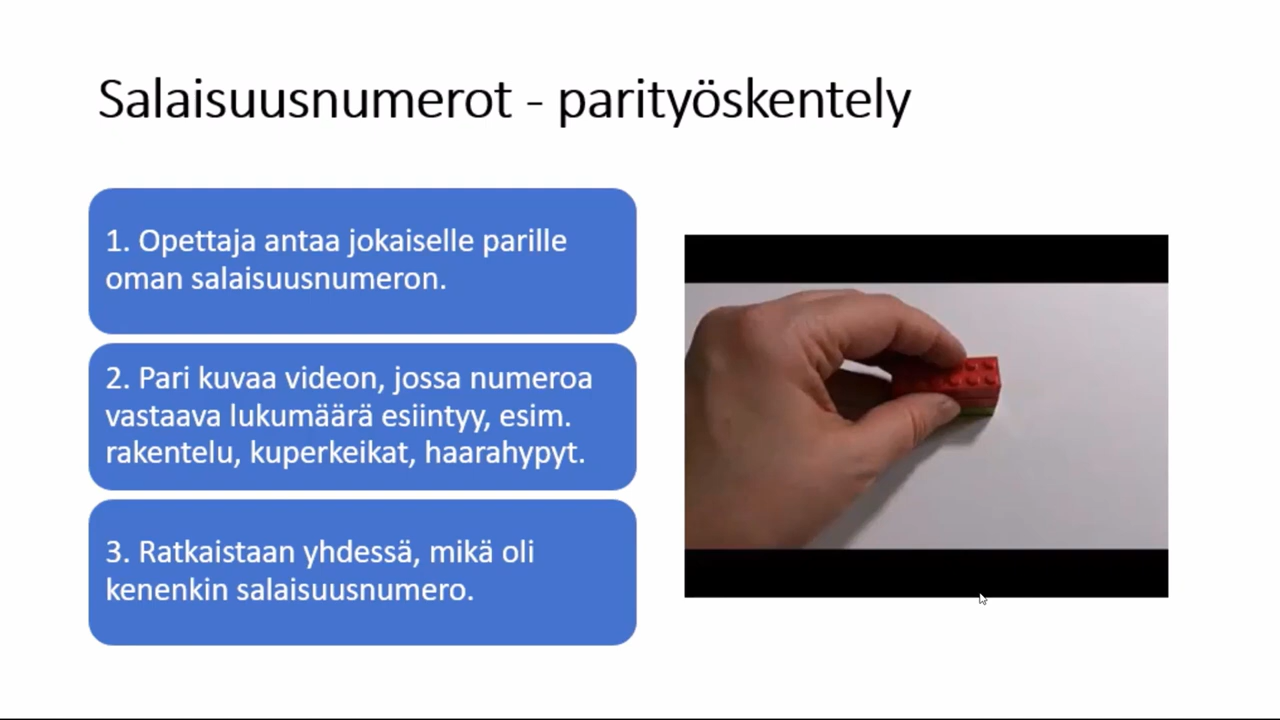 Salaisuusnumerot - parityöskentely
1. Opettaja antaa jokaiselle parille
oman salaisuusnumeron.
2. Pari kuvaa videon, jossa numeroa
vastaava lukumäärä esiintyy, esim.
rakentelu, kuperkeikat, haarahypyt.
3. Ratkaistaan yhdessä, mikä oli
kenenkin salaisuusnumero.